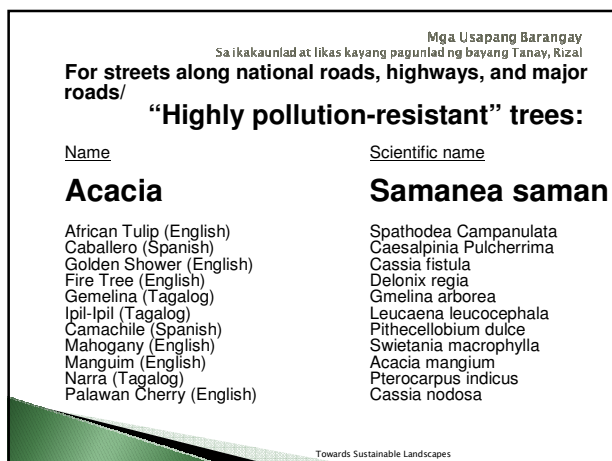 Mga Usapang Barangay
Sa ikakaunlad at likas kayang pagunlad ng bayang Tanay, Rizal
For streets along national roads, highways, and major
roads/
“Highly pollution-resistant” trees:
Name Scientific name
Acacia Samanea saman
African Tulip (English) Spathodea Campanulata
Caballero (Spanish) Caesalpinia Pulcherrima
Golden Shower (English) Cassia fistula
Fire Tree (English) Delonix regia
Gemelina (Tagalog) Gmelina arborea
Ipil-Ipil (Tagalog) Leucaena leucocephala
Camachile (Spanish) Pithecellobium dulce
Mahogany (English) Swietania macrophylla
Manguim (English) Acacia mangium
Narra (Tagalog) Pterocarpus indicus
Palawan Cherry (English) Cassia nodosa
Towards Sustainable Landscapes